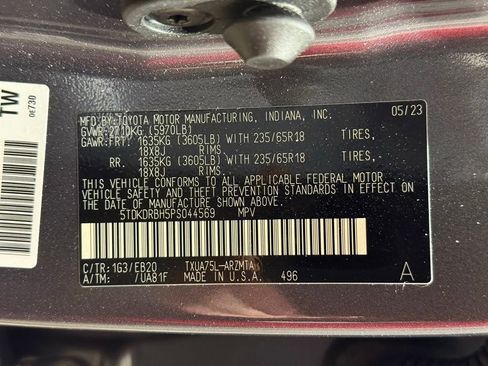 MFD.BY:TOYOTA MOTOR MANUFACTURING, INDIANA, INC.
GVWR:2710KG (5970LB) 05/23
GAWR:FRT. 1635KG (3605LB) WITH 235/65R18 TIRES,
18X8J RIMS.
RR. 1635KG (3605LB) WITH 235/65R18 TIRES,
18X8J RIMS.
THIS VEHICLE CONFORMS TO ALL APPLICABLE FEDERAL MOTOR
VEHICLE SAFETY AND THEFT PREVENTION STANDARDS IN EFFECT
ON THE DATE OF MANUFACTURE SHOWN ABOVE.
5TDKDRBH5PS044569 MPV
C/TR:1G3/EB20 TXUA75L-ARZMTA
A/TM: /UA81F MADE IN U.S.A. 496
A
TW
0E730